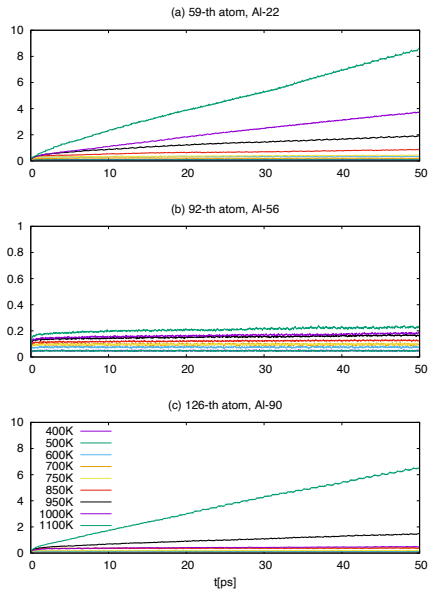 (a) 59-th atom, Al-22
10
8
6
4
2
0
0 10 20 30 40 50
(b) 92-th atom, Al-56
1
0.8
0.6
0.4
0.2
0
0 10 20 30 40 50
(c) 126-th atom, Al-90
10
8
6
4
2
0
400K
500K
600K
700K
750K
850K
950K
1000K
1100K
0 10 20 30 40 50
t[ps]